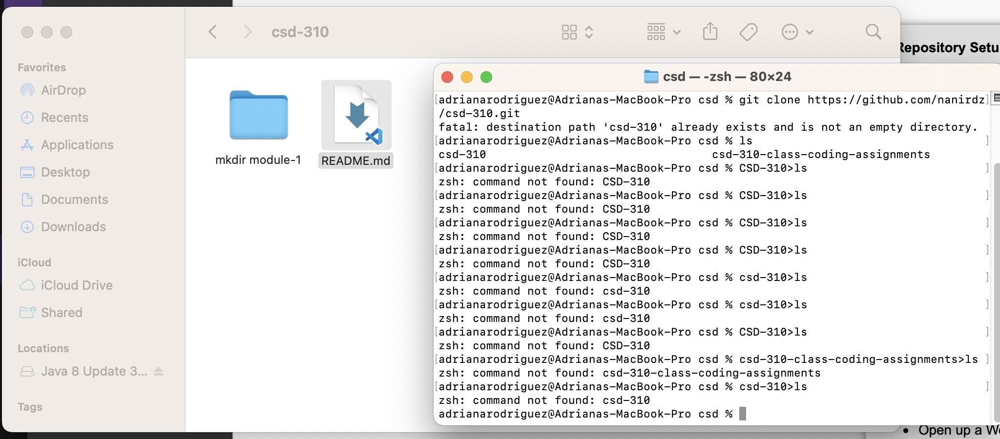 csd-310
Repository Setu
Favorites
AirDrop
Recents
Applications
Desktop
Documents
Downloads
iCloud
iCloud Drive
Shared
Locations
Java 8 Update 3...
Tags
mkdir module-1
README.md
csd — -zsh — 80×24
adrianarodriguez@Adrianas-MacBook-Pro csd % git clone https://github.com/nanirdz
/csd-310.git
fatal: destination path 'csd-310' already exists and is not an empty directory.
adrianarodriguez@Adrianas-MacBook-Pro csd % ls
csd-310 csd-310-class-coding-assignments
adrianarodriguez@Adrianas-MacBook-Pro csd % CSD-310>ls
zsh: command not found: CSD-310
adrianarodriguez@Adrianas-MacBook-Pro csd % CSD-310>ls
zsh: command not found: CSD-310
adrianarodriguez@Adrianas-MacBook-Pro csd % CSD-310>ls
zsh: command not found: CSD-310
adrianarodriguez@Adrianas-MacBook-Pro csd % CSD-310>ls
zsh: command not found: CSD-310
adrianarodriguez@Adrianas-MacBook-Pro csd % csd-310>ls
zsh: command not found: csd-310
adrianarodriguez@Adrianas-MacBook-Pro csd % csd-310>ls
zsh: command not found: csd-310
adrianarodriguez@Adrianas-MacBook-Pro csd % CSD-310>ls
zsh: command not found: CSD-310
adrianarodriguez@Adrianas-MacBook-Pro csd % csd-310-class-coding-assignments>ls
zsh: command not found: csd-310-class-coding-assignments
adrianarodriguez@Adrianas-MacBook-Pro csd % csd-310>ls
zsh: command not found: csd-310
adrianarodriguez@Adrianas-MacBook-Pro csd %
• Open up a W